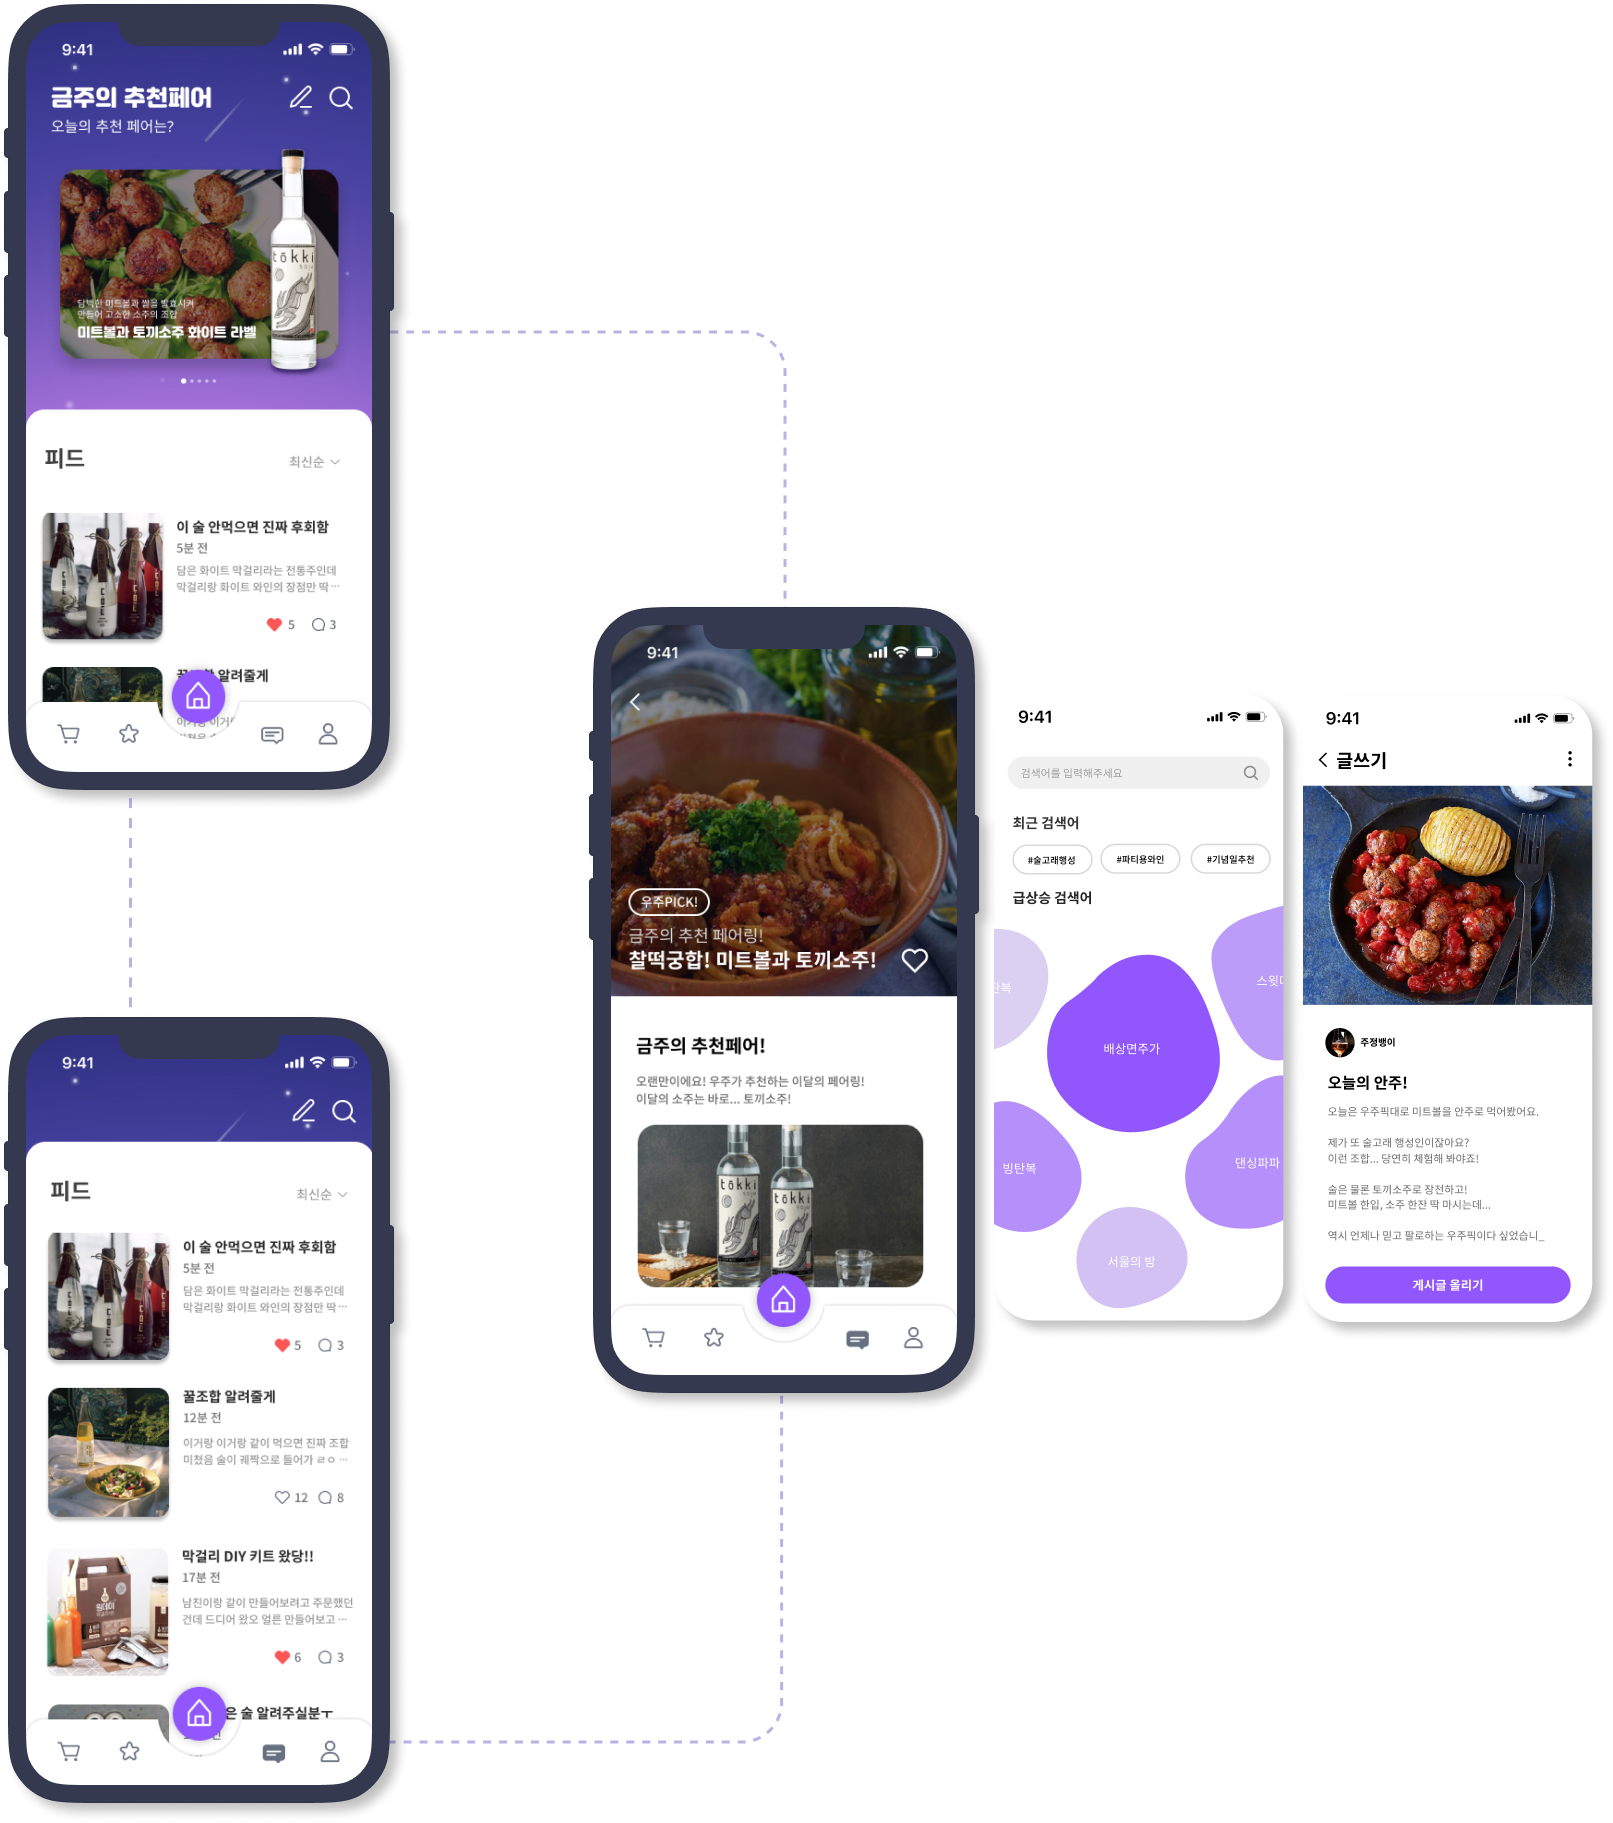 9:41
금주의 추천페어
오늘의 추천 페어는?
tōkki
SOJU
담백한 미트볼과 쌀을 발효시켜
만들어 고소한 소주의 조합
미트볼과 토끼소주 화이트 라벨
피드
최신순
이 술 안먹으면 진짜 후회함
5분 전
담은 화이트 막걸리라는 전통주인데
막걸리랑 화이트 와인의 장점만 딱…
5 3
알려줄게
9:41
피드
최신순
이 술 안먹으면 진짜 후회함
5분 전
담은 화이트 막걸리라는 전통주인데
막걸리랑 화이트 와인의 장점만 딱…
5 3
꿀조합 알려줄게
12분 전
이거랑 이거랑 같이 먹으면 진짜 조합
미쳤음 술이 궤짝으로 들어가 ㄹㅇ …
12 8
막걸리 DIY 키트 왔당!!
17분 전
남친이랑 같이 만들어보려고 주문했던
건데 드디어 왔오 얼른 만들어보고 …
6 3
은 술 알려주실분ㅜ
9:41
우주PICK!
금주의 추천 페어링!
찰떡궁합! 미트볼과 토끼소주!
금주의 추천페어!
오랜만이에요! 우주가 추천하는 이달의 페어링!
이달의 소주는 바로... 토끼소주!
tōkki
SOJU
tōkki
SOJU
9:41
검색어를 입력해주세요
최근 검색어
#술고래행성 #파티용와인 #기념일추천
급상승 검색어
탄복
스윗마
배상면주가
빙탄복
댄싱파파
서울의 밤
9:41
글쓰기
주정뱅이
오늘의 안주!
오늘은 우주픽대로 미트볼을 안주로 먹어봤어요.
제가 또 술고래 행성인이잖아요?
이런 조합... 당연히 체험해 봐야죠!
술은 물론 토끼소주로 장전하고!
미트볼 한입, 소주 한잔 딱 마시는데...
역시 언제나 믿고 팔로하는 우주픽이다 싶었습니_
게시글 올리기